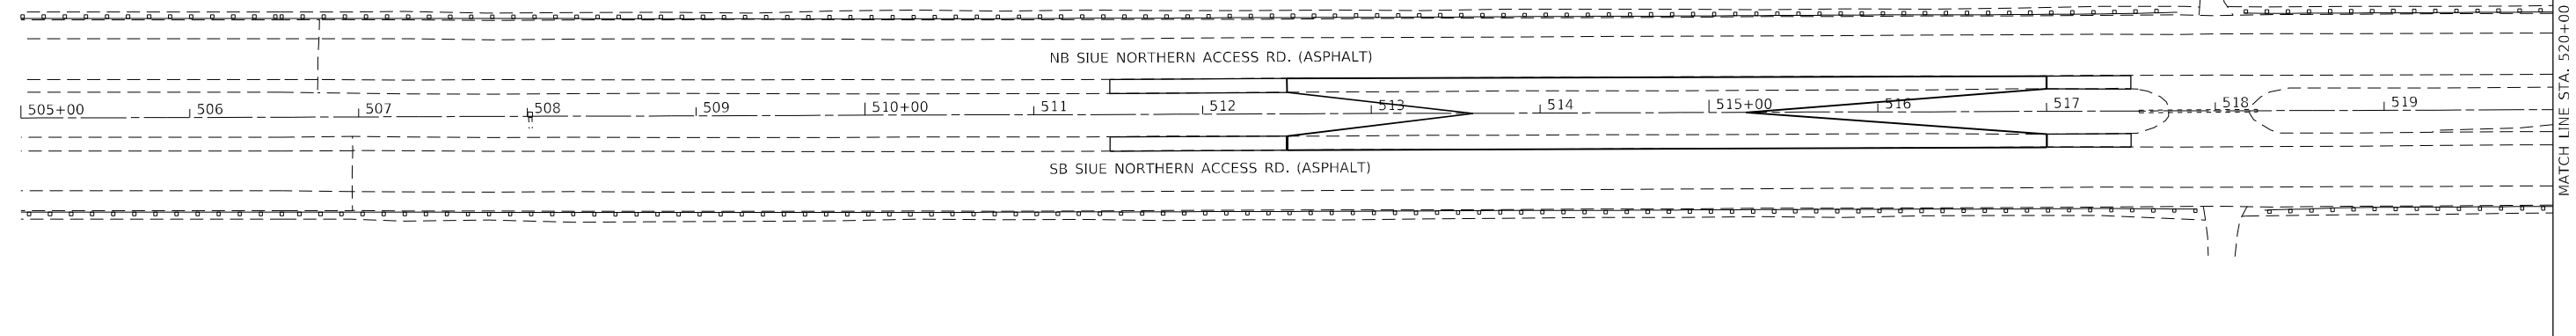 NB SIUE NORTHERN ACCESS RD. (ASPHALT)
505+00 506 507 508 509 510+00 511 512 513 514 515+00 516 517 518 519
SB SIUE NORTHERN ACCESS RD. (ASPHALT)
MATCH LINE STA. 520+00